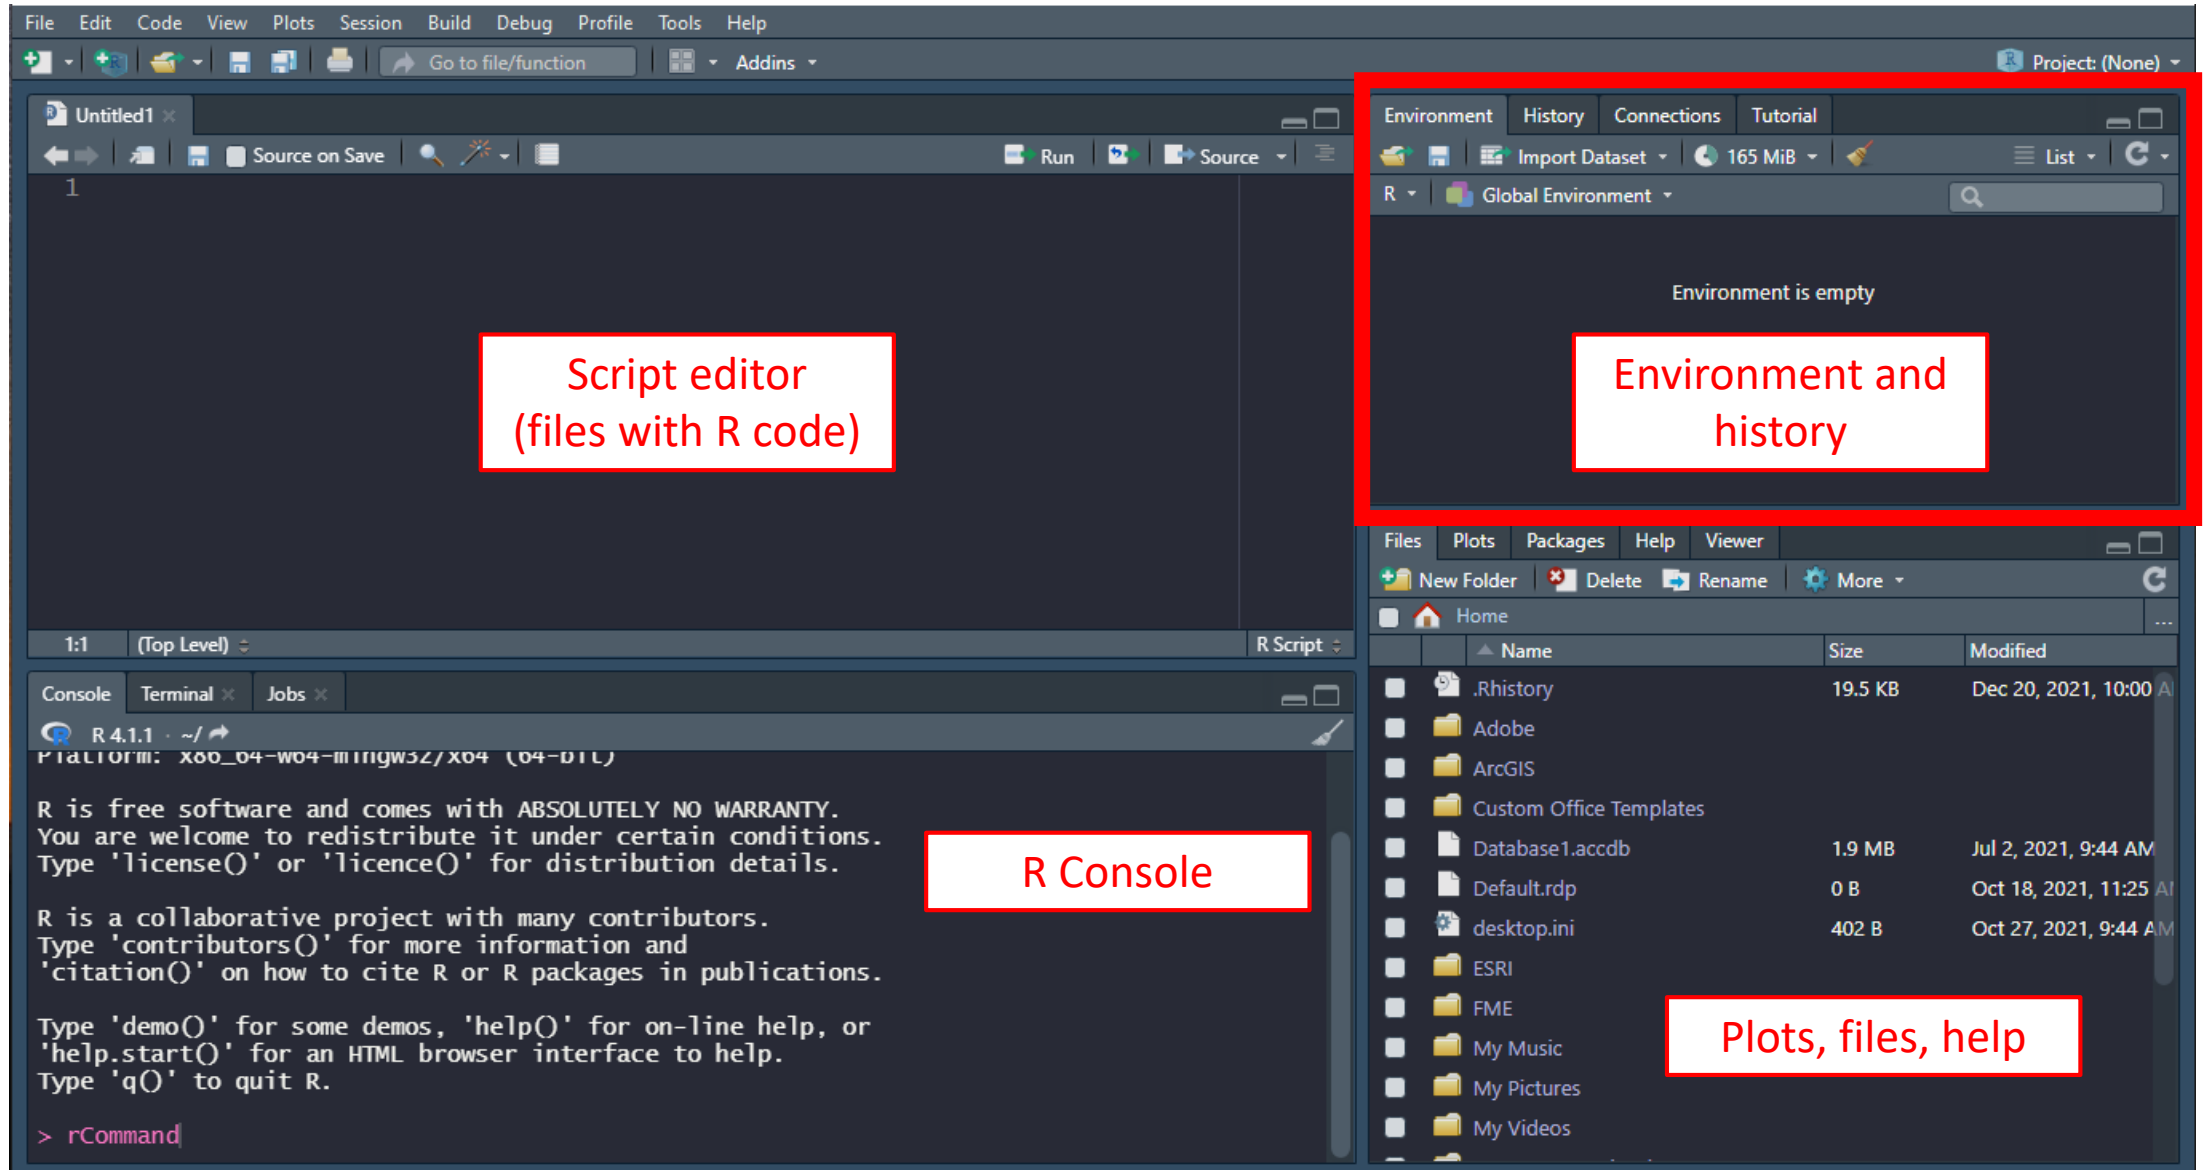 File Edit Code View Plots Session Build Debug Profile Tools Help
Go to file/function Addins Project: (None)
Untitled1
Source on Save Run Source
1
Script editor
(files with R code)
1:1 (Top Level) R Script
Console Terminal Jobs
R 4.1.1 · ~/
Platform: x86_64-w64-mingw32/x64 (64-bit)
R is free software and comes with ABSOLUTELY NO WARRANTY.
You are welcome to redistribute it under certain conditions.
Type 'license()' or 'licence()' for distribution details.
R is a collaborative project with many contributors.
Type 'contributors()' for more information and
'citation()' on how to cite R or R packages in publications.
Type 'demo()' for some demos, 'help()' for on-line help, or
'help.start()' for an HTML browser interface to help.
Type 'q()' to quit R.
> rCommand
R Console
Environment History Connections Tutorial
Import Dataset 165 MiB List
R Global Environment
Environment is empty
Environment and
history
Files Plots Packages Help Viewer
New Folder Delete Rename More
Home ...
Name Size Modified
.Rhistory 19.5 KB Dec 20, 2021, 10:00 A
Adobe
ArcGIS
Custom Office Templates
Database1.accdb 1.9 MB Jul 2, 2021, 9:44 AM
Default.rdp 0 B Oct 18, 2021, 11:25 A
desktop.ini 402 B Oct 27, 2021, 9:44 AM
ESRI
FME
My Music
My Pictures
My Videos
Plots, files, help